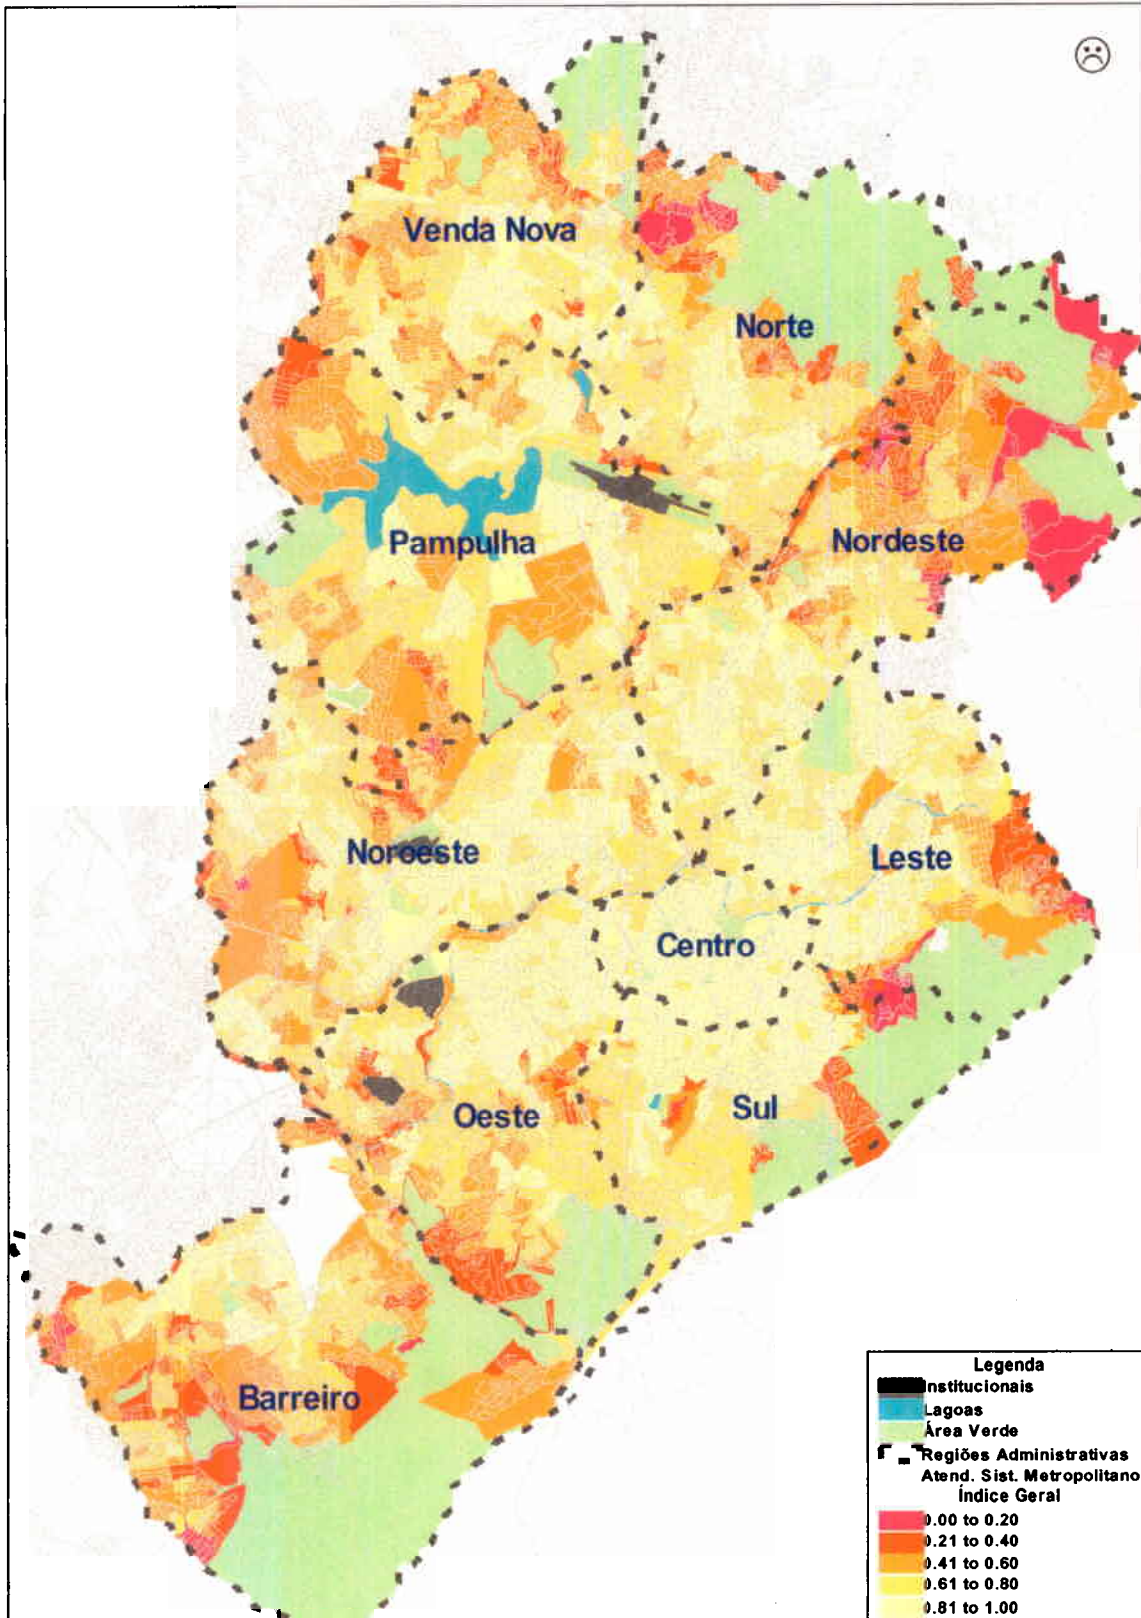 Venda Nova
Norte
Pampulha
Nordeste
Noroeste
Leste
Centro
Oeste
Sul
Barreiro
Legenda
Institucionais
Lagoas
Área Verde
Regiões Administrativas
Atend. Sist. Metropolitano
Índice Geral
0.00 to 0.20
0.21 to 0.40
0.41 to 0.60
0.61 to 0.80
0.81 to 1.00